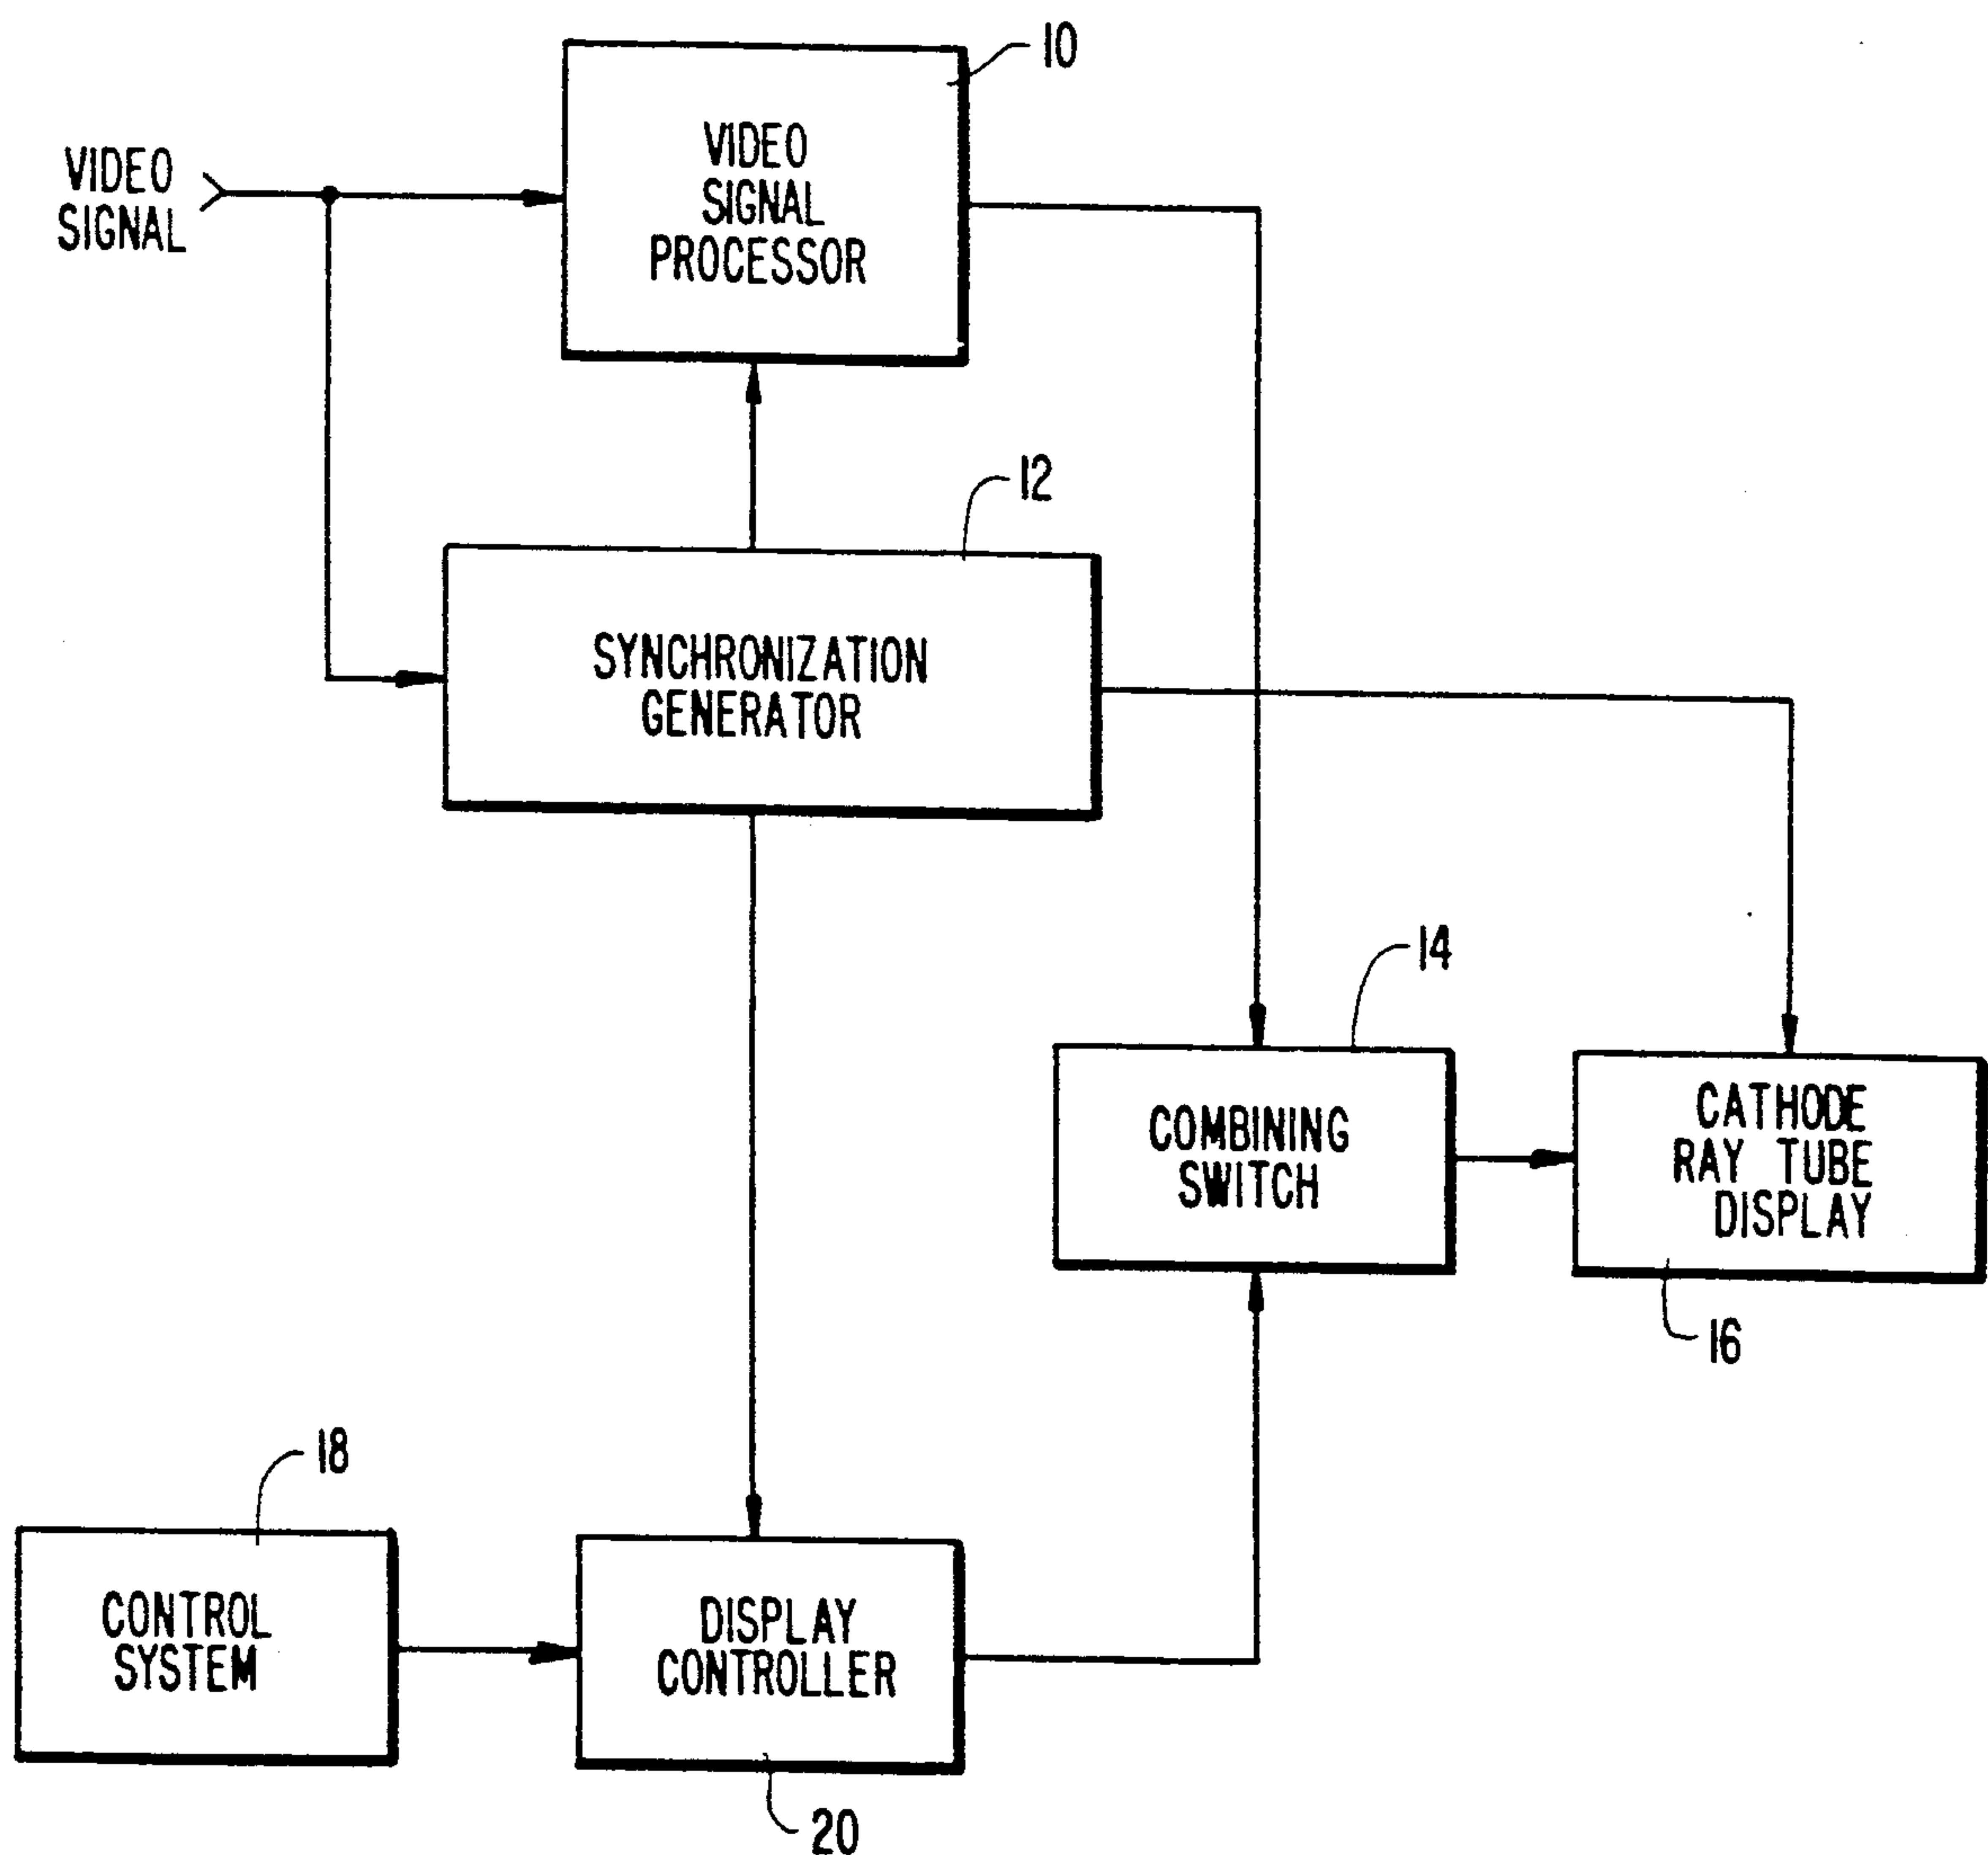 10
VIDEO
SIGNAL
VIDEO
SIGNAL
PROCESSOR
12
SYNCHRONIZATION
GENERATOR
14
COMBINING
SWITCH
CATHODE
RAY TUBE
DISPLAY
16
18
CONTROL
SYSTEM
DISPLAY
CONTROLLER
20